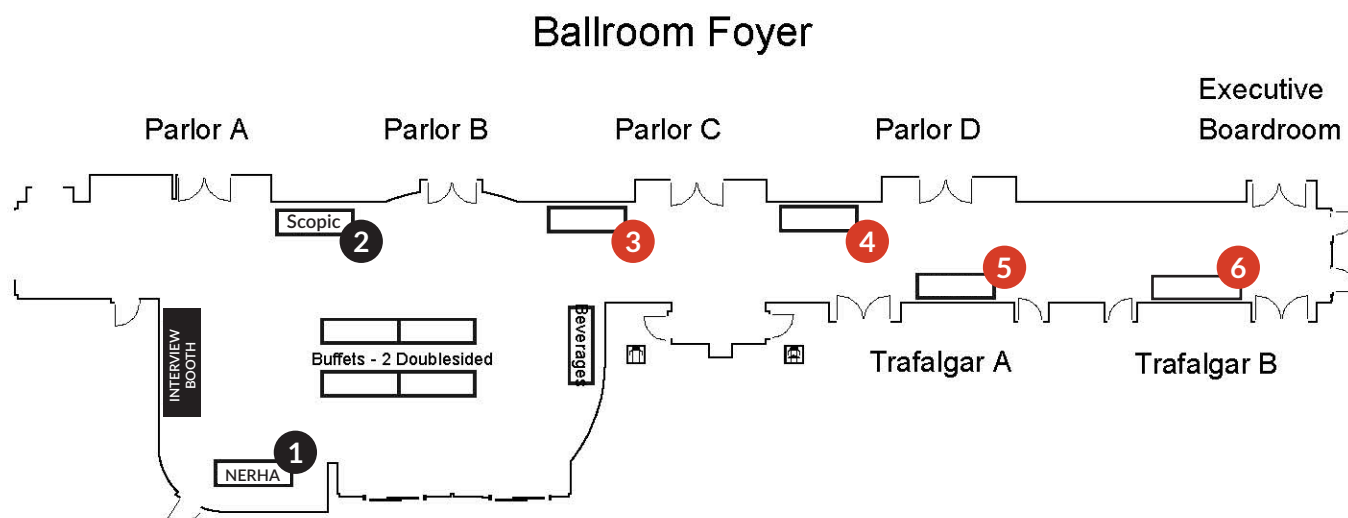 Ballroom Foyer
Executive
Boardroom
Parlor A
Parlor B
Parlor C
Parlor D
Scopic
2
3
4
5
6
INTERVIEW
BOOTH
Buffets - 2 Doublesided
Beverages
Trafalgar A
Trafalgar B
NERHA
1